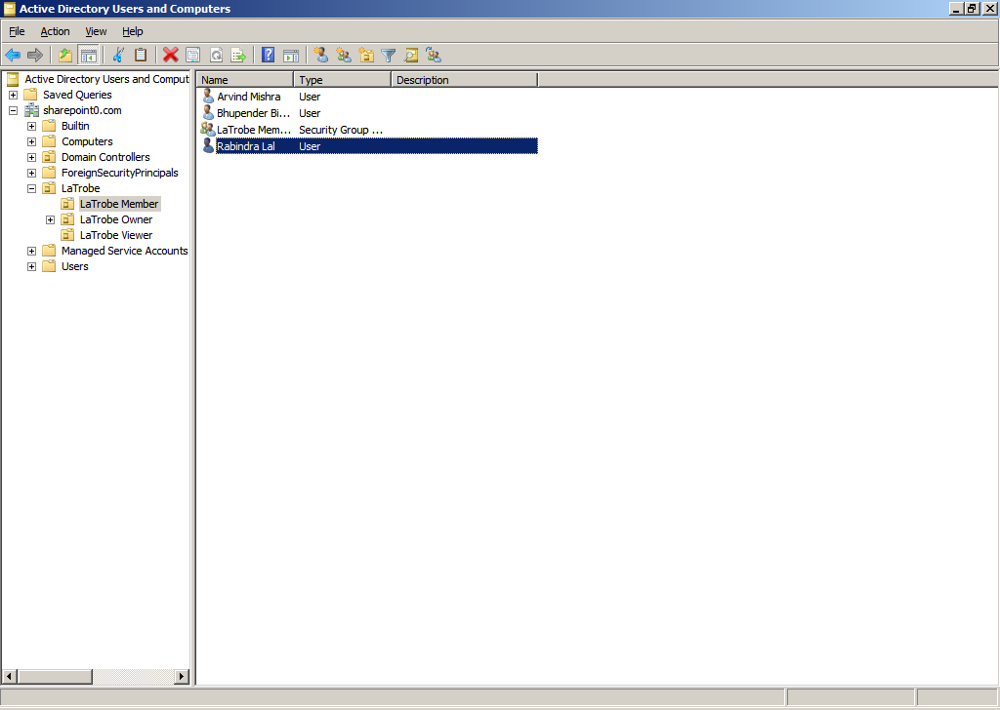 Active Directory Users and Computers
File Action View Help
Active Directory Users and Comput
Saved Queries
sharepoint0.com
Builtin
Computers
Domain Controllers
ForeignSecurityPrincipals
LaTrobe
LaTrobe Member
LaTrobe Owner
LaTrobe Viewer
Managed Service Accounts
Users
Name Type Description
Arvind Mishra User
Bhupender Bi... User
LaTrobe Mem... Security Group ...
Rabindra Lal User